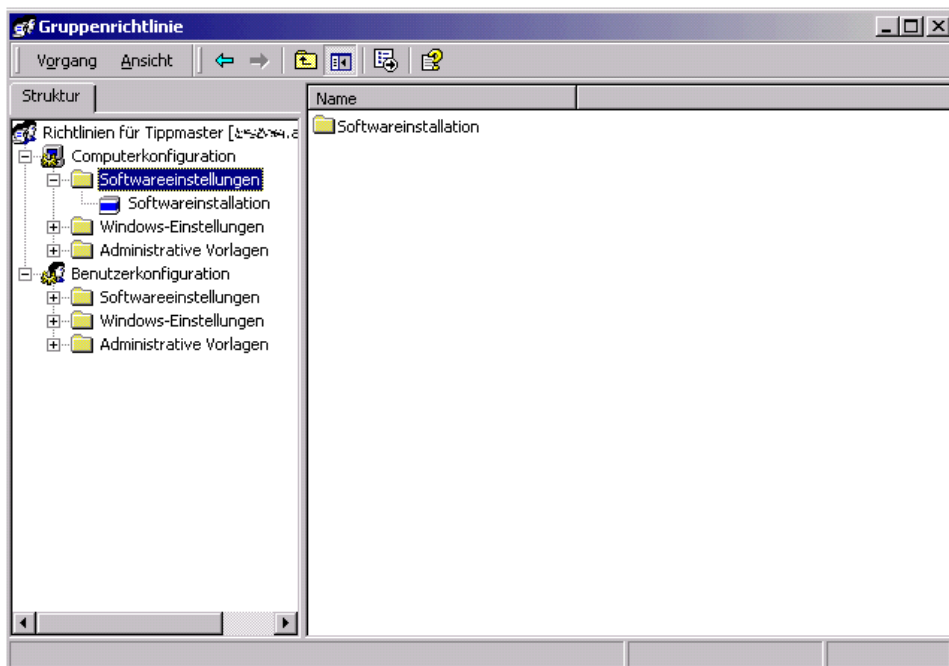 Gruppenrichtlinie
Vorgang Ansicht
Struktur
Name
Richtlinien für Tippmaster [
Softwareinstallation
Computerkonfiguration
Softwareeinstellungen
Softwareinstallation
Windows-Einstellungen
Administrative Vorlagen
Benutzerkonfiguration
Softwareeinstellungen
Windows-Einstellungen
Administrative Vorlagen